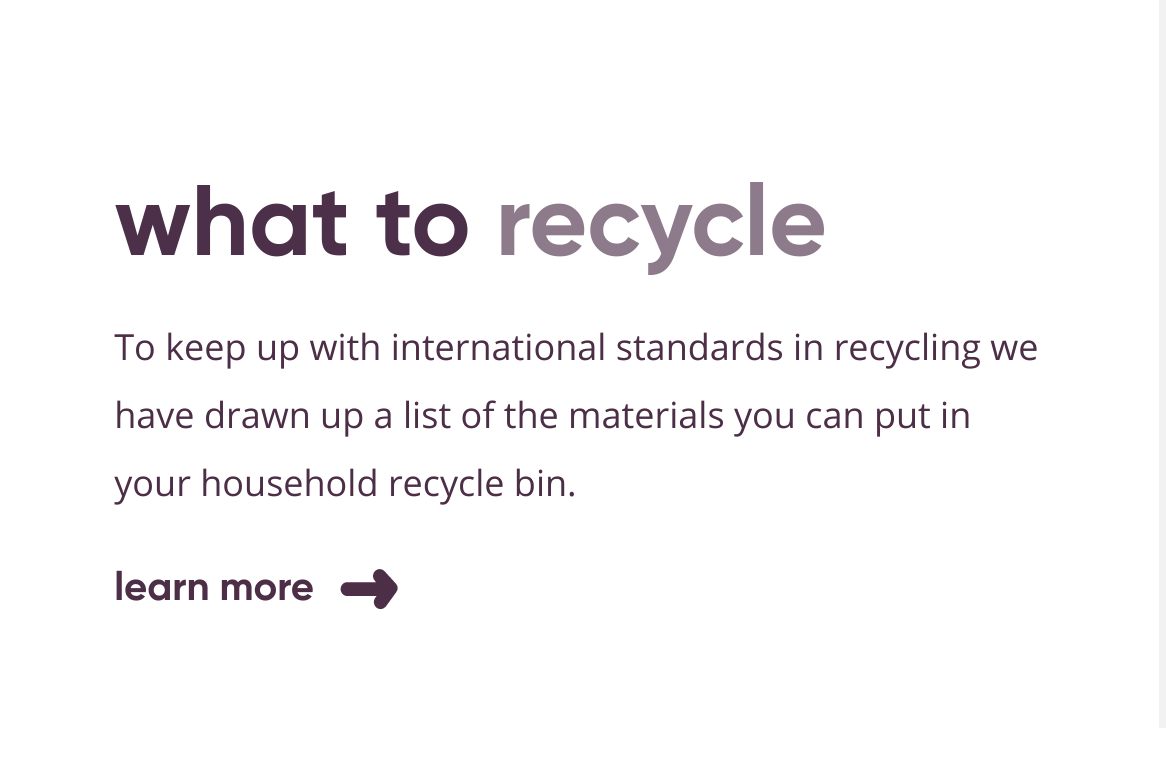 what to recycle
To keep up with international standards in recycling we
have drawn up a list of the materials you can put in
your household recycle bin.
learn more